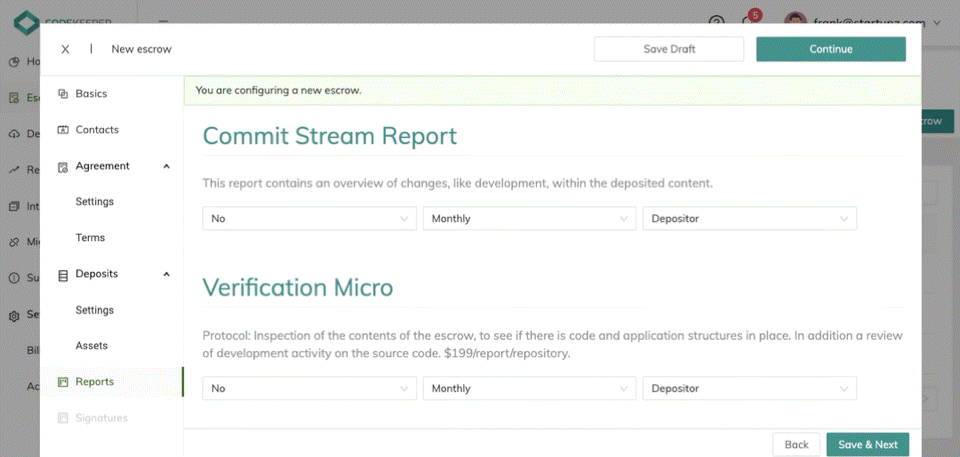 CODEKEEPER
5
frank@startupz.com
X | New escrow
Save Draft
Continue
Ho
Esc
De
Re
Int
Mi
Su
Se
Bil
Ac
crow
Basics
Contacts
Agreement
Settings
Terms
Deposits
Settings
Assets
Reports
Signatures
You are configuring a new escrow.
Commit Stream Report
This report contains an overview of changes, like development, within the deposited content.
No
Monthly
Depositor
Verification Micro
Protocol: Inspection of the contents of the escrow, to see if there is code and application structures in place. In addition a review
of development activity on the source code. $199/report/repository.
No
Monthly
Depositor
Back
Save & Next